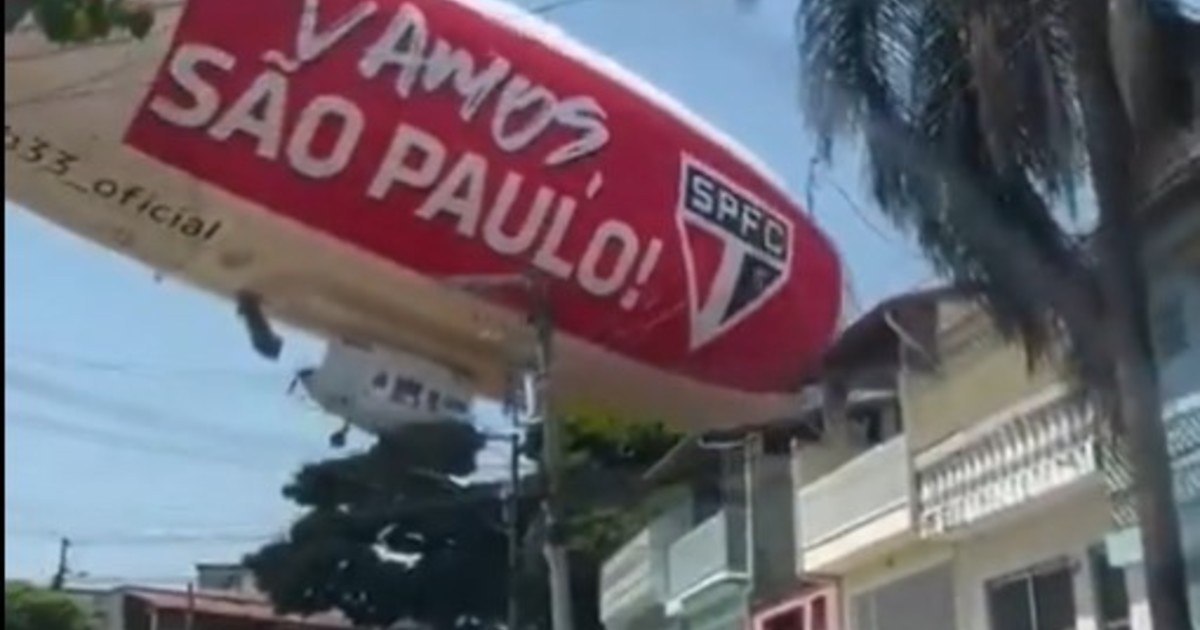 VAMOS,
SÃO PAULO!
SPFC
33_oficial